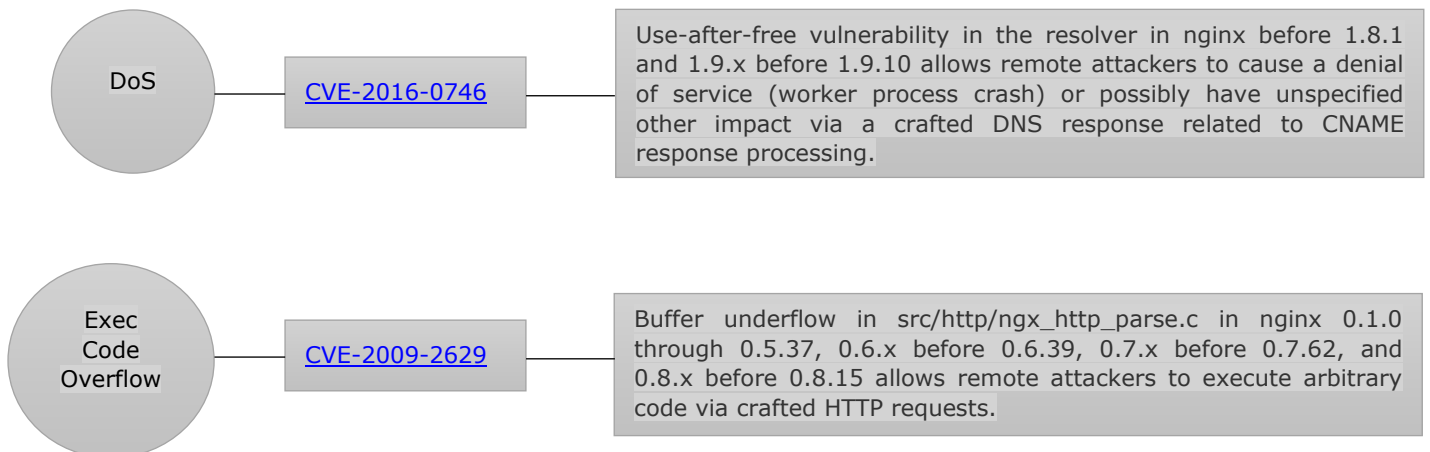 DoS
CVE-2016-0746
Use-after-free vulnerability in the resolver in nginx before 1.8.1
and 1.9.x before 1.9.10 allows remote attackers to cause a denial
of service (worker process crash) or possibly have unspecified
other impact via a crafted DNS response related to CNAME
response processing.
Exec
Code
Overflow
CVE-2009-2629
Buffer underflow in src/http/ngx_http_parse.c in nginx 0.1.0
through 0.5.37, 0.6.x before 0.6.39, 0.7.x before 0.7.62, and
0.8.x before 0.8.15 allows remote attackers to execute arbitrary
code via crafted HTTP requests.